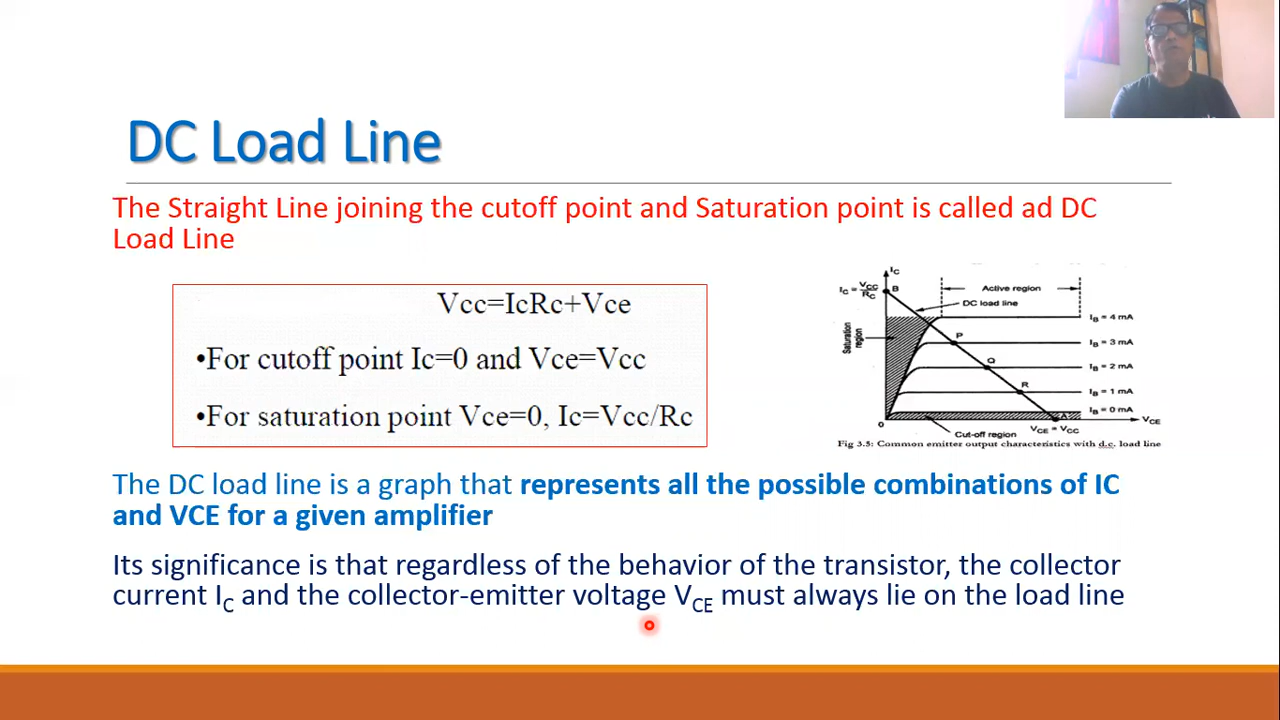 DC Load Line
The Straight Line joining the cutoff point and Saturation point is called ad DC
Load Line
Vcc=IcRc+Vce
•For cutoff point Ic=0 and Vce=Vcc
•For saturation point Vce=0, Ic=Vcc/Rc
IC
IC = VCC/RC
B
Active region
DC load line
Saturation region
IB = 4 mA
P
IB = 3 mA
Q
IB = 2 mA
R
IB = 1 mA
IB = 0 mA
A
0
VCE
VCE = VCC
Cut-off region
Fig 3.5: Common emitter output characteristics with d.c. load line
The DC load line is a graph that represents all the possible combinations of IC
and VCE for a given amplifier
Its significance is that regardless of the behavior of the transistor, the collector
current IC and the collector-emitter voltage VCE must always lie on the load line